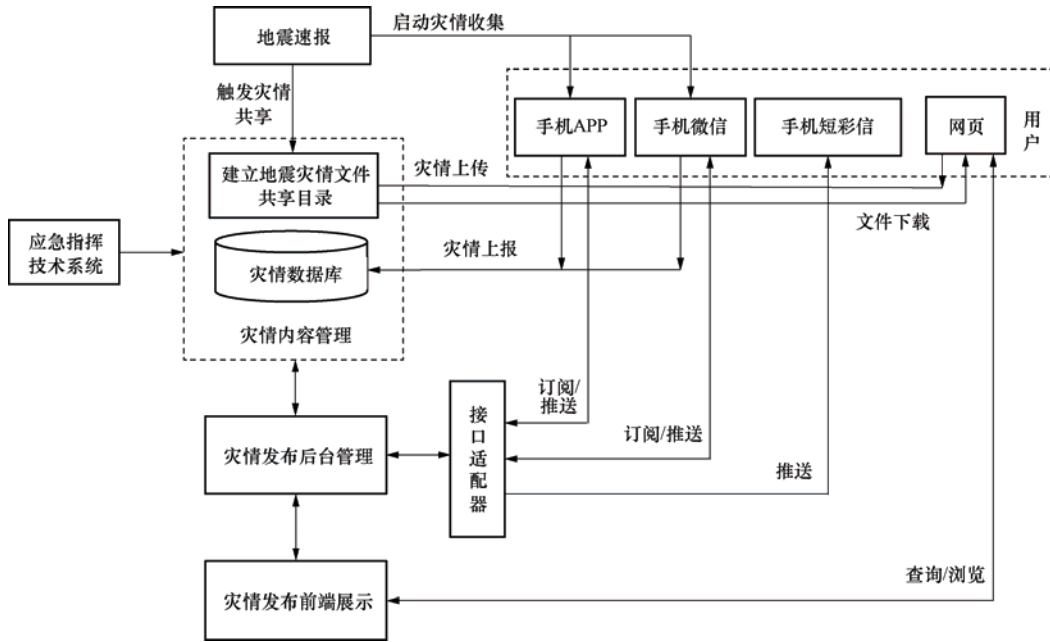 地震速报
启动灾情收集
触发灾情
共享
手机APP
手机微信
手机短彩信
网页
用
户
建立地震灾情文件
共享目录
灾情上传
文件下载
应急指挥
技术系统
灾情数据库
灾情上报
灾情内容管理
订阅/
推送
接
口
适
配
器
订阅/推送
灾情发布后台管理
推送
灾情发布前端展示
查询/浏览